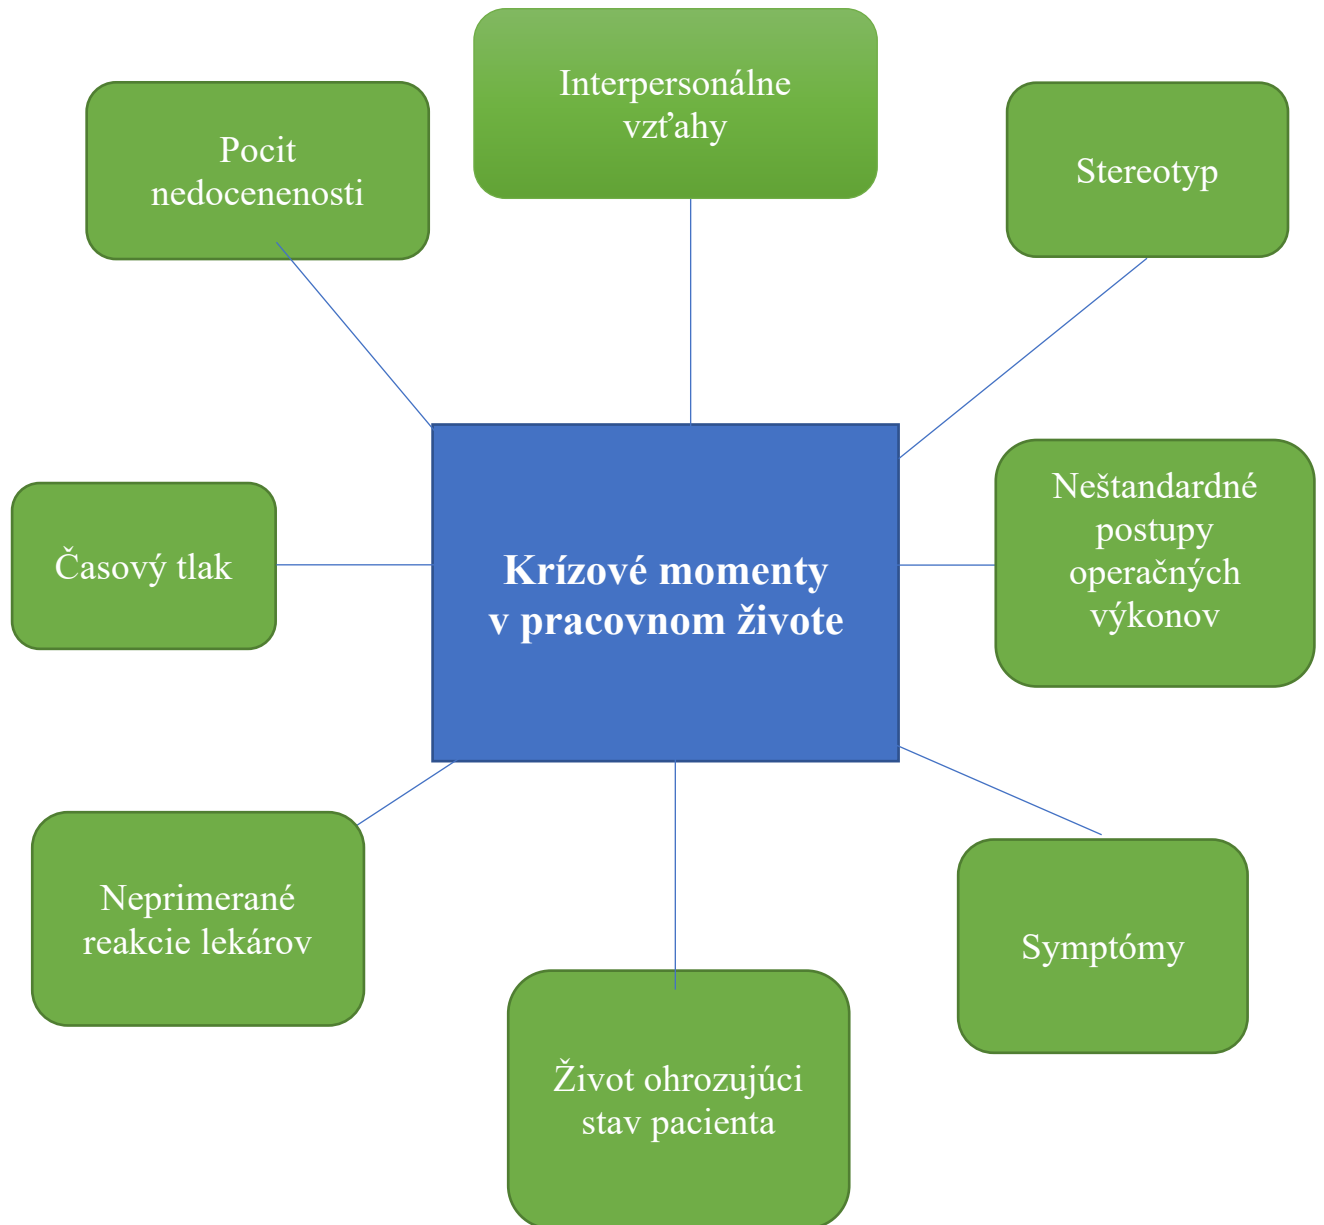 Interpersonálne
vzťahy
Pocit
nedocenenosti
Stereotyp
Neštandardné
postupy
operačných
výkonov
Časový tlak
Krízové momenty
v pracovnom živote
Neprimerané
reakcie lekárov
Symptómy
Život ohrozujúci
stav pacienta